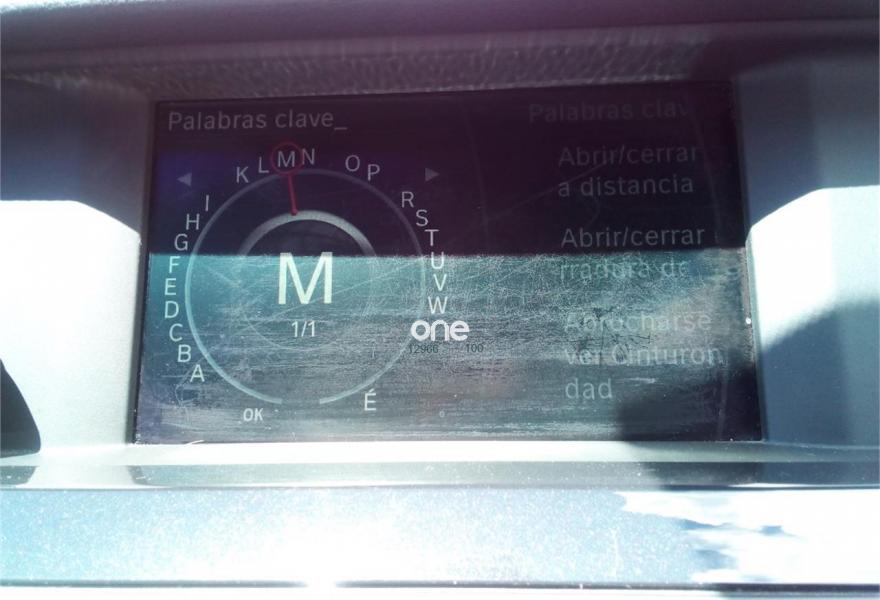 Palabras clave_
Palabras clav
K L M N O P
I
H
G
F
E
D
C
B
A
R
S
T
U
V
W
É
M
1/1
OK
Abrir/cerrar
a distancia
Abrir/cerrar
rradura de
Abrocharse
ver Cinturon
dad
one
12966 100